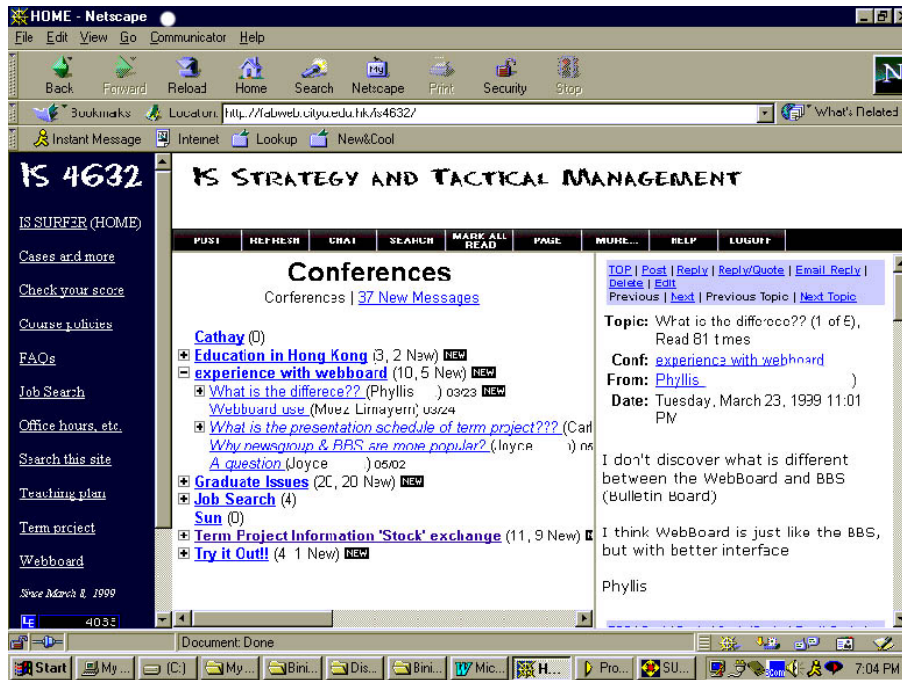 HOME - Netscape
File Edit View Go Communicator Help
Back Forward Reload Home Search Netscape Print Security Stop
Bookmarks Location: http://fabweb.cityu.edu.hk/is4632/ What's Related
Instant Message Internet Lookup New&Cool
IS 4632
IS SURFER (HOME)
Cases and more
Check your score
Course policies
FAQs
Job Search
Office hours, etc.
Search this site
Teaching plan
Term project
Webboard
Since March 8, 1999
LE 4033
IS STRATEGY AND TACTICAL MANAGEMENT
POST REFRESH CHAT SEARCH MARK ALL READ PAGE MORE... HELP LOGOFF
Conferences
Conferences | 37 New Messages
Cathay (0)
Education in Hong Kong (3, 2 New) NEW
experience with webboard (10, 5 New) NEW
What is the differece?? (Phyllis ) 03/23 NEW
Webboard use (Moez Limayem) 03/24
What is the presentation schedule of term project??? (Carl
Why newsgroup & BBS are more popular? (Joyce ) 05
A question (Joyce ) 05/02
Graduate Issues (20, 20 New) NEW
Job Search (4)
Sun (0)
Term Project Information 'Stock' exchange (11, 9 New)
Try it Out!! (4 1 New) NEW
TOP | Post | Reply | Reply/Quote | Email Reply |
Delete | Edit
Previous | Next | Previous Topic | Next Topic
Topic: What is the differece?? (1 of 5),
Read 81 times
Conf: experience with webboard
From: Phyllis )
Date: Tuesday, March 23, 1999 11:01
PM
I don't discover what is different
between the WebBoard and BBS
(Bulletin Board)
I think WebBoard is just like the BBS,
but with better interface
Phyllis
Document: Done
Start My ... (C:) My... Bini... Dis... Bini... Mic... H... Pro... SU... 7:04 PM